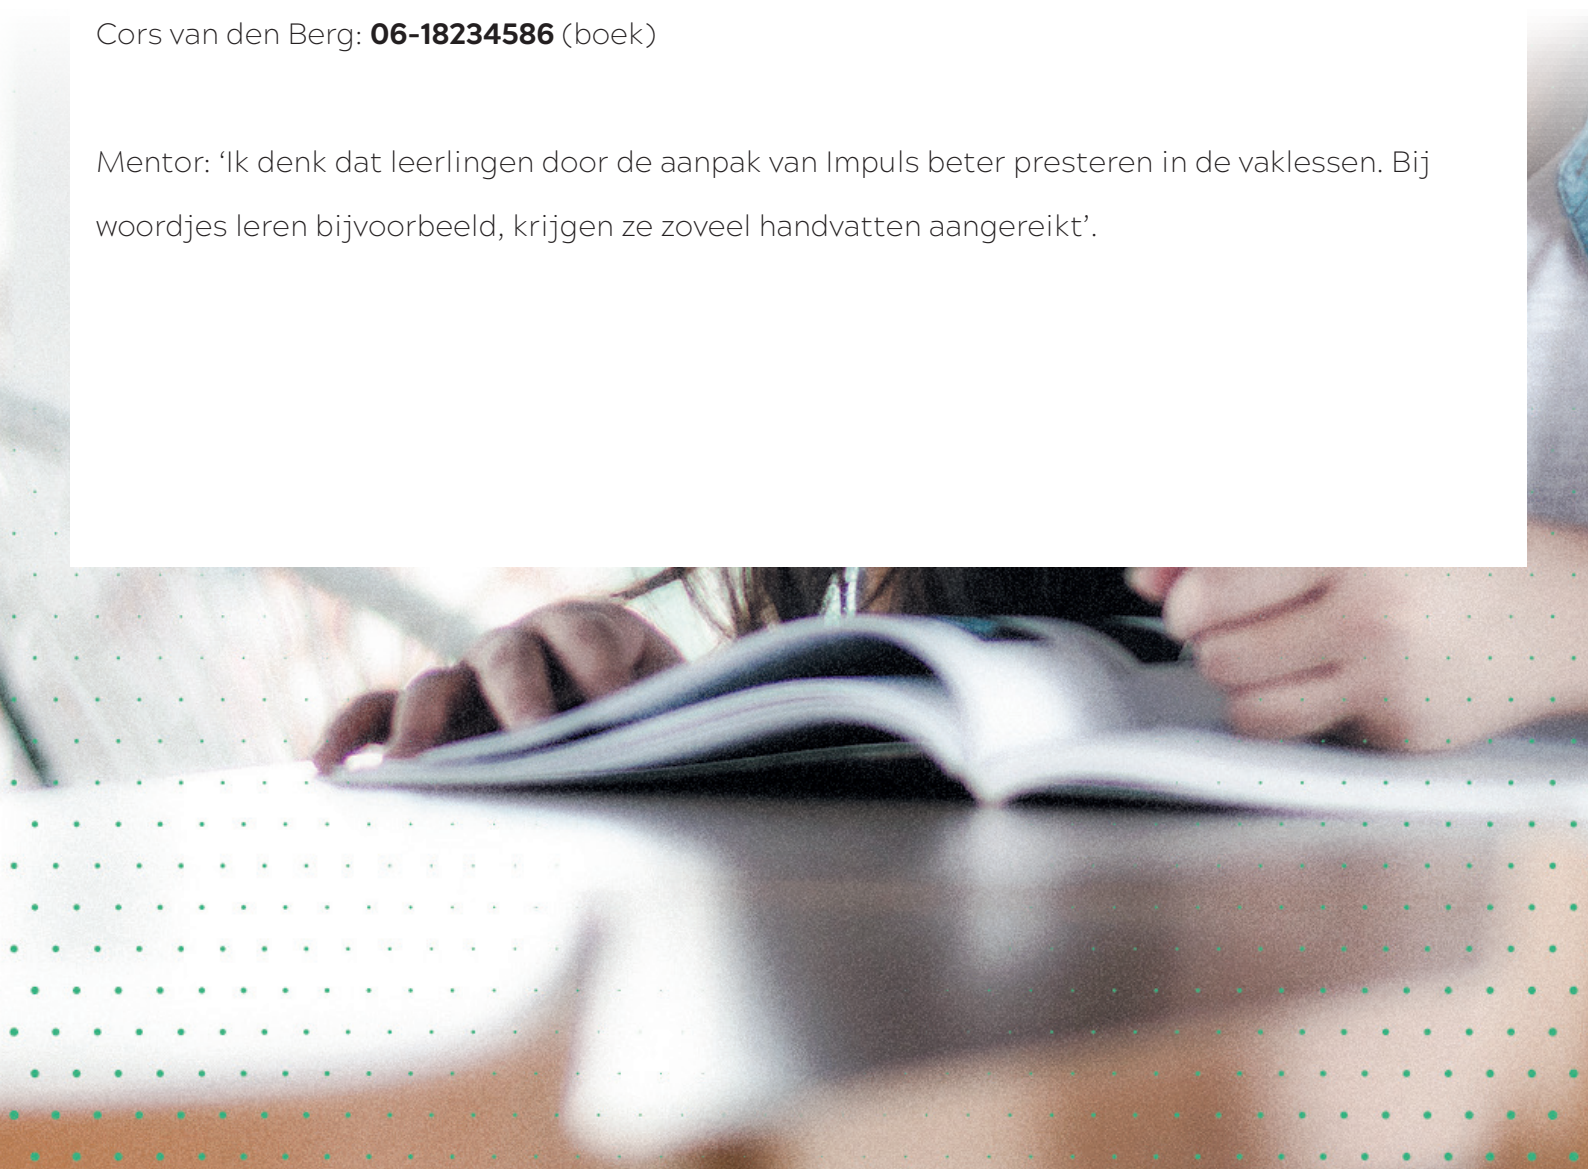 Cors van den Berg: 06-18234586 (boek)
Mentor: ‘Ik denk dat leerlingen door de aanpak van Impuls beter presteren in de vaklessen. Bij
woordjes leren bijvoorbeeld, krijgen ze zoveel handvatten aangereikt’.